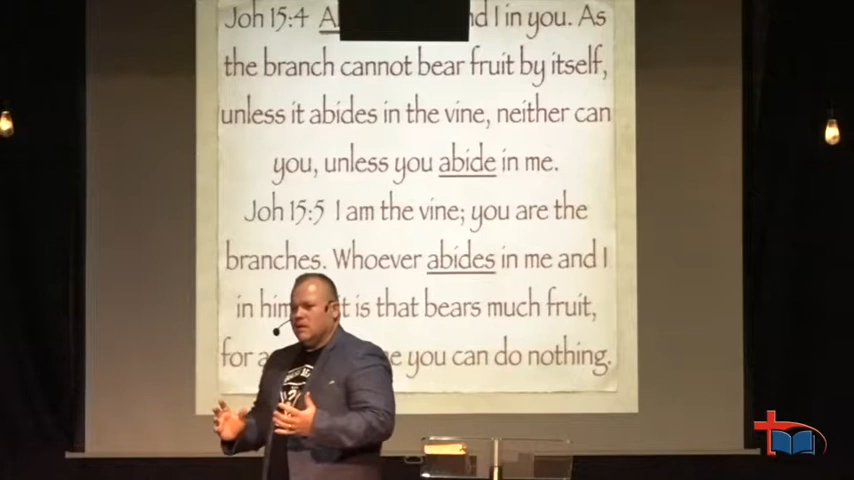 Joh 15:4 A d I in you. As
the branch cannot bear fruit by itself,
unless it abides in the vine, neither can
you, unless you abide in me.
Joh 15:5 I am the vine; you are the
branches. Whoever abides in me and I
in him t is that bears much fruit,
for a e you can do nothing.